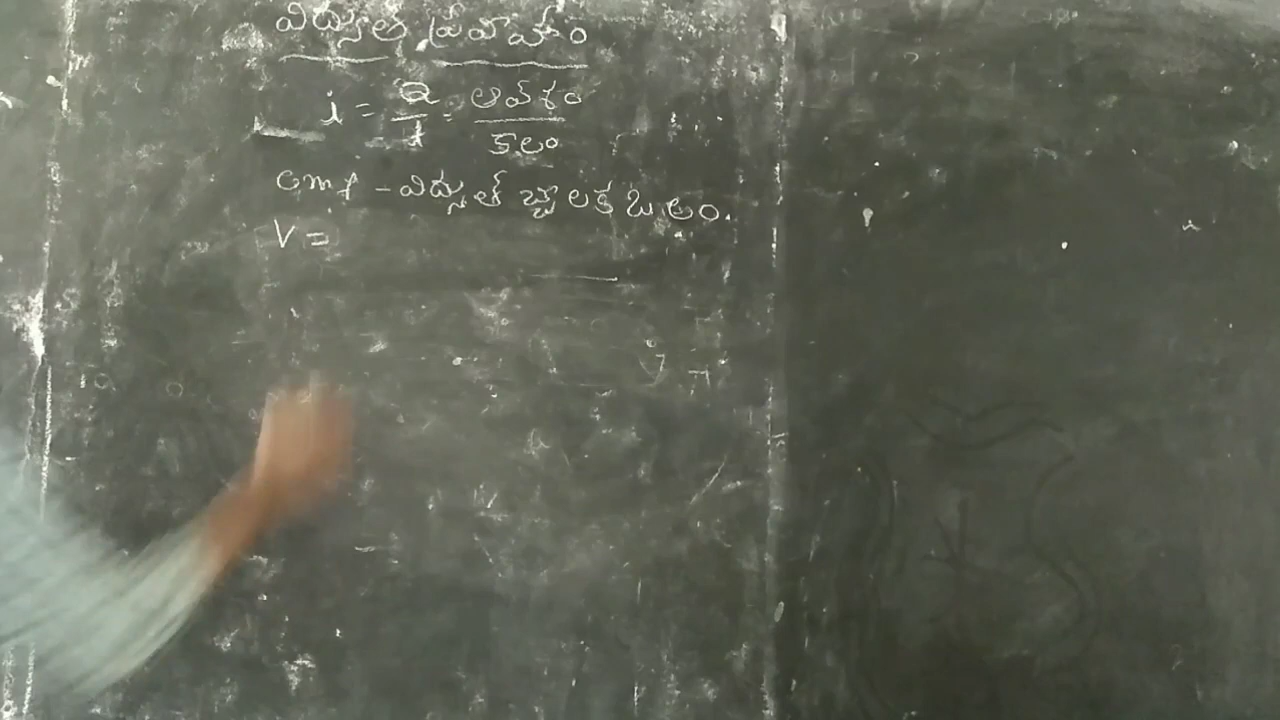 విద్యుత్ ప్రవాహం
i = Q/t = ఆవేశం/కాలం
emf - విద్యుత్ చ్చాలక బలం.
V =